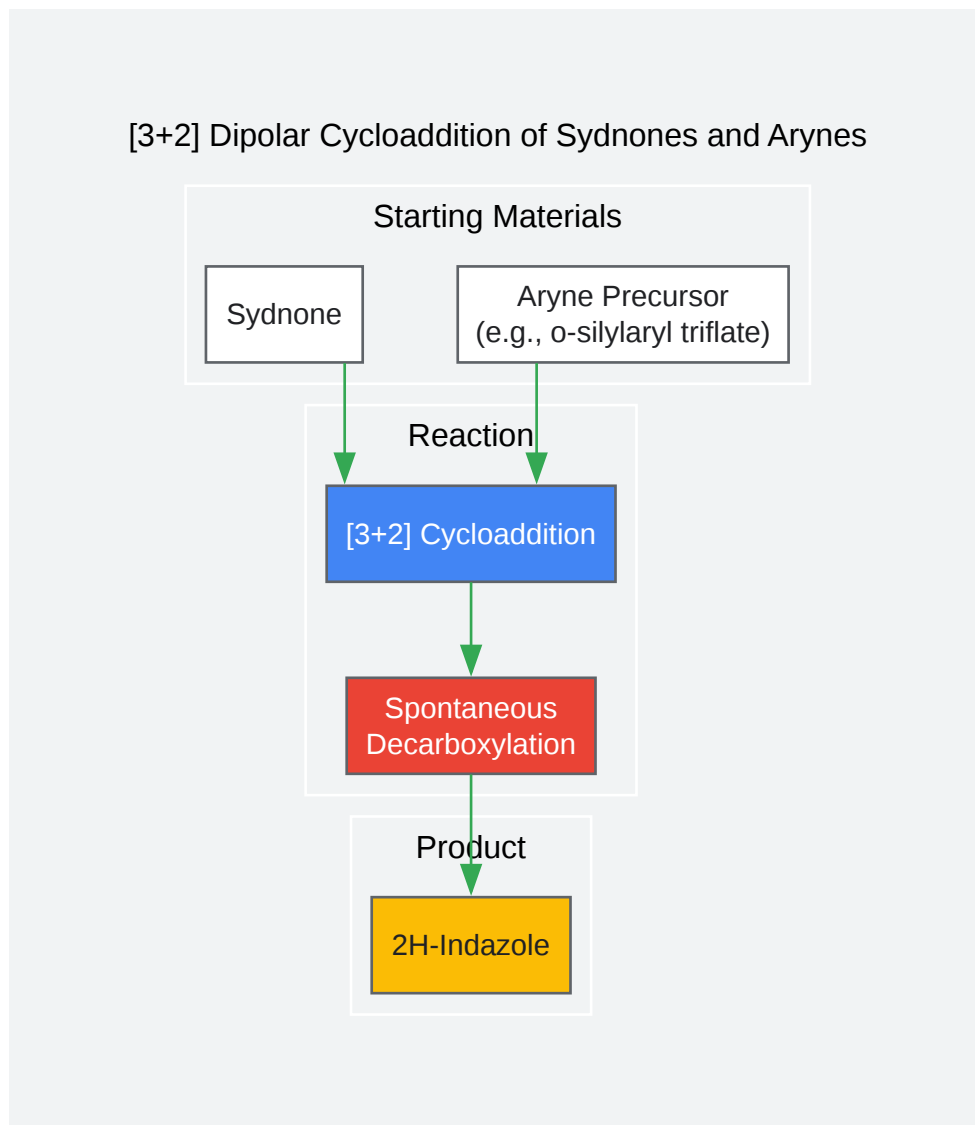 [3+2] Dipolar Cycloaddition of Sydnones and Arynes
Starting Materials
Sydnone
Aryne Precursor
(e.g., o-silylaryl triflate)
Reaction
[3+2] Cycloaddition
Spontaneous
Decarboxylation
Product
2H-Indazole